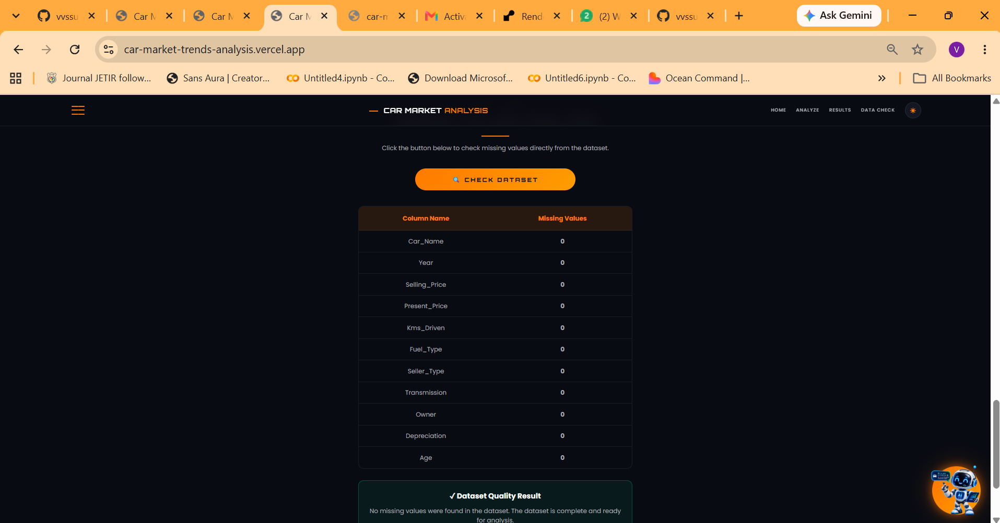 vvssu
Car M
Car M
Car M
car-m
Activ
Rend
(2) W
vvssu
Ask Gemini
car-market-trends-analysis.vercel.app
V
Journal JETIR follow...
Sans Aura | Creator...
Untitled4.ipynb - Co...
Download Microsof...
Untitled6.ipynb - Co...
Ocean Command |...
All Bookmarks
CAR MARKET ANALYSIS
HOME
ANALYZE
RESULTS
DATA CHECK
Click the button below to check missing values directly from the dataset.
CHECK DATASET
Column Name Missing Values
Car_Name 0
Year 0
Selling_Price 0
Present_Price 0
Kms_Driven 0
Fuel_Type 0
Seller_Type 0
Transmission 0
Owner 0
Depreciation 0
Age 0
✓ Dataset Quality Result
No missing values were found in the dataset. The dataset is complete and ready
for analysis.
AI